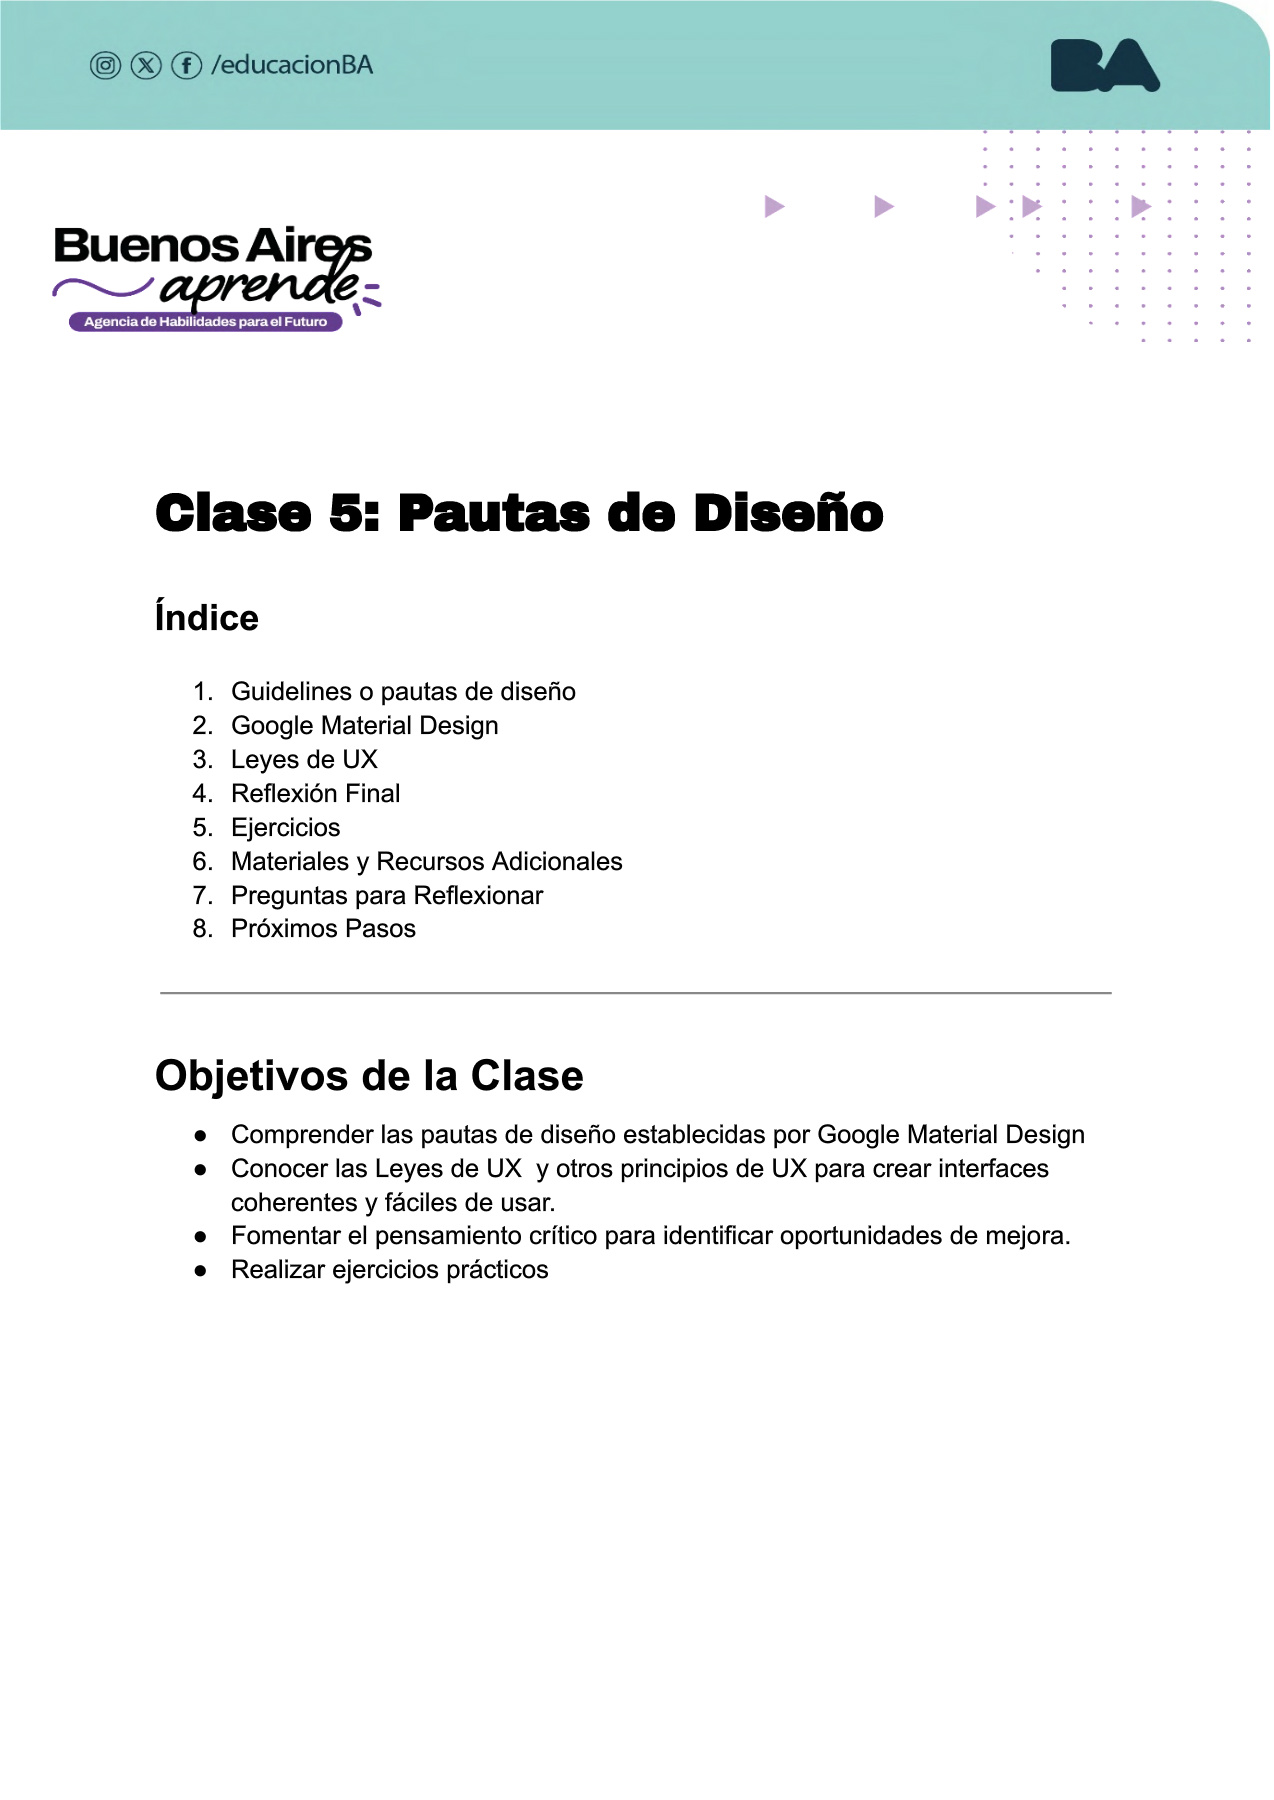 /educacionBA
BA
Buenos Aires
aprende
Agencia de Habilidades para el Futuro
Clase 5: Pautas de Diseño
Índice
1. Guidelines o pautas de diseño
2. Google Material Design
3. Leyes de UX
4. Reflexión Final
5. Ejercicios
6. Materiales y Recursos Adicionales
7. Preguntas para Reflexionar
8. Próximos Pasos
Objetivos de la Clase
● Comprender las pautas de diseño establecidas por Google Material Design
● Conocer las Leyes de UX  y otros principios de UX para crear interfaces
coherentes y fáciles de usar.
● Fomentar el pensamiento crítico para identificar oportunidades de mejora.
● Realizar ejercicios prácticos